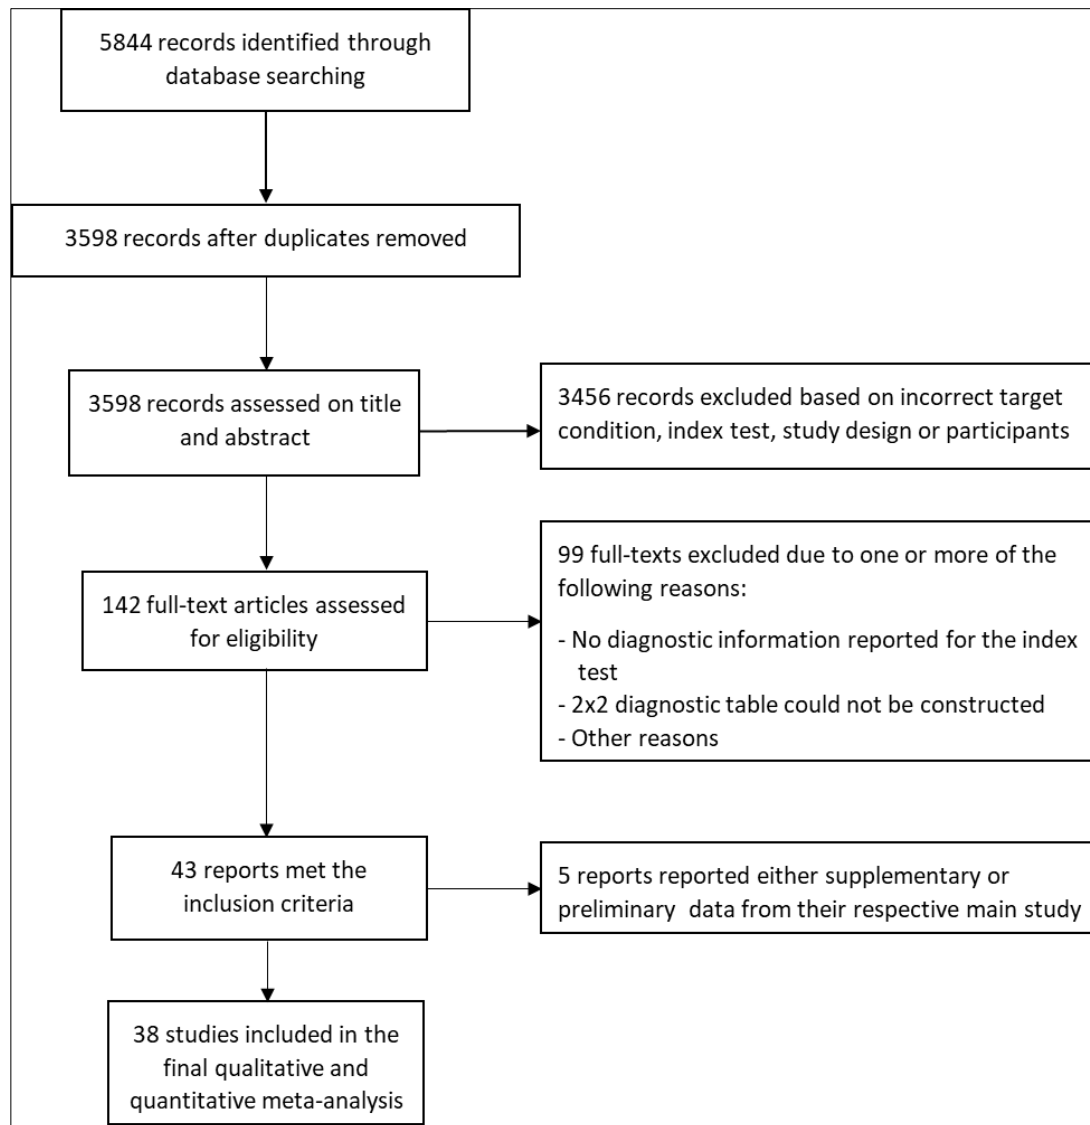 5844 records identified through
database searching
3598 records after duplicates removed
3598 records assessed on title
and abstract
3456 records excluded based on incorrect target
condition, index test, study design or participants
142 full-text articles assessed
for eligibility
99 full-texts excluded due to one or more of the
following reasons:
- No diagnostic information reported for the index
test
- 2x2 diagnostic table could not be constructed
- Other reasons
43 reports met the
inclusion criteria
5 reports reported either supplementary or
preliminary data from their respective main study
38 studies included in the
final qualitative and
quantitative meta-analysis